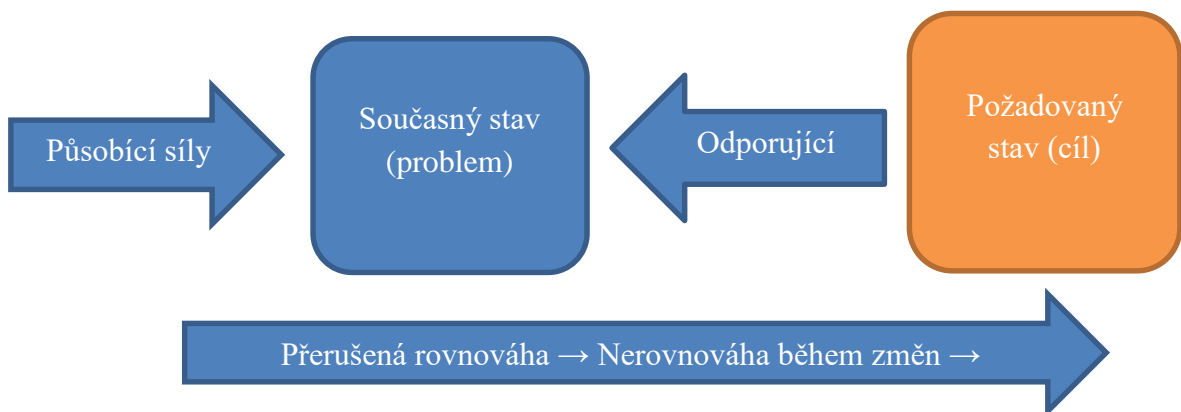 Působící síly
Současný stav
(problem)
Odporující
Požadovaný
stav (cíl)
Přerušená rovnováha → Nerovnováha během změn →